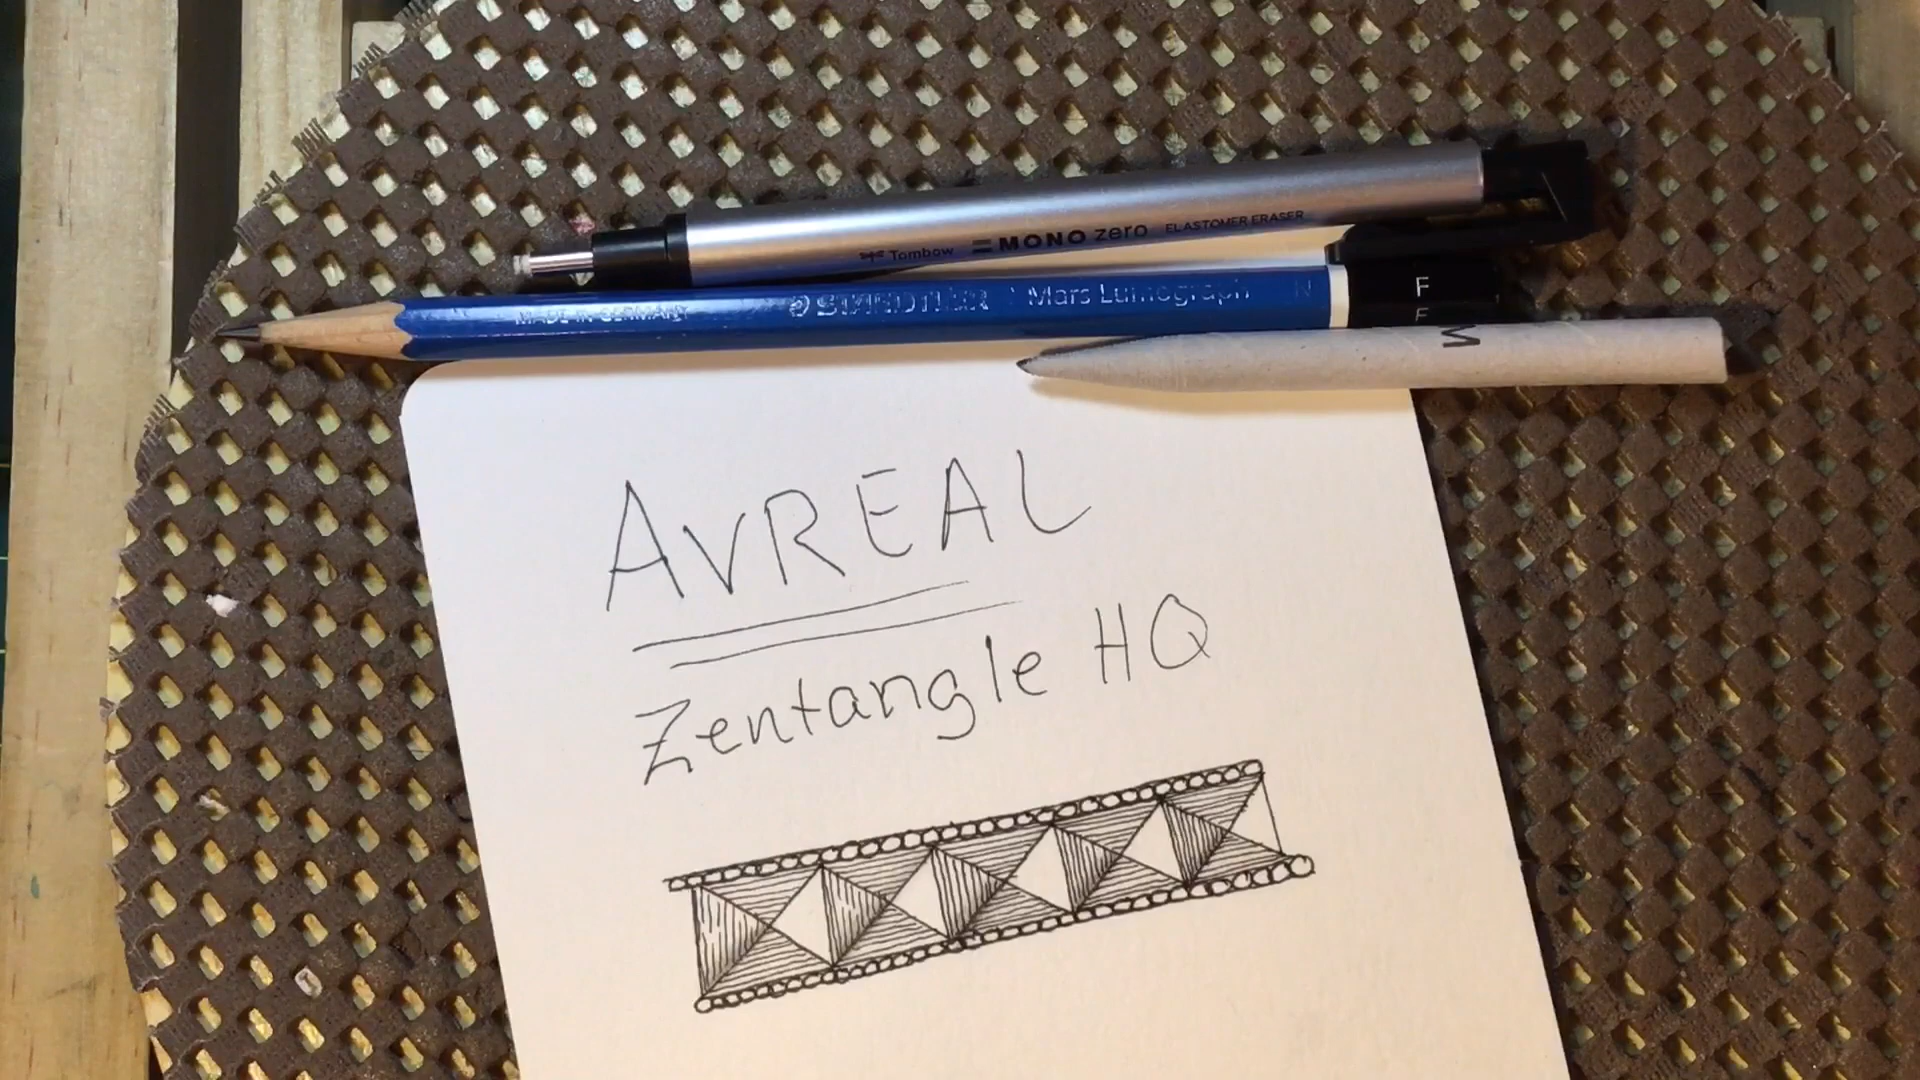 Tombow MONO zero ELASTOMER ERASER
MADE IN GERMANY STAEDTLER Mars Lumograph
F
F
M
AVREAL
Zentangle HQ